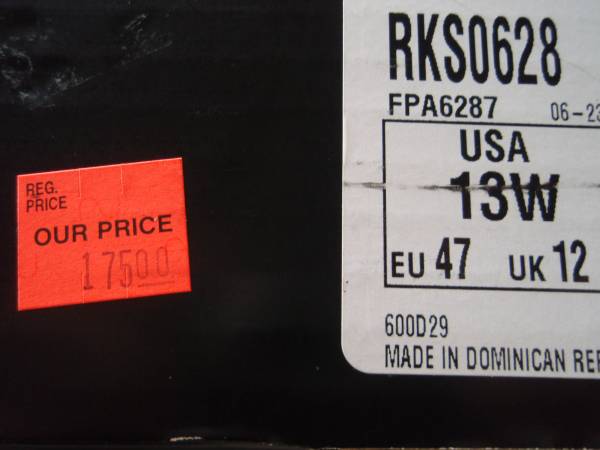 REG.
PRICE
OUR PRICE
17500
RKS0628
FPA6287 06-23
USA
13W
EU 47 UK 12
600D29
MADE IN DOMINICAN REP